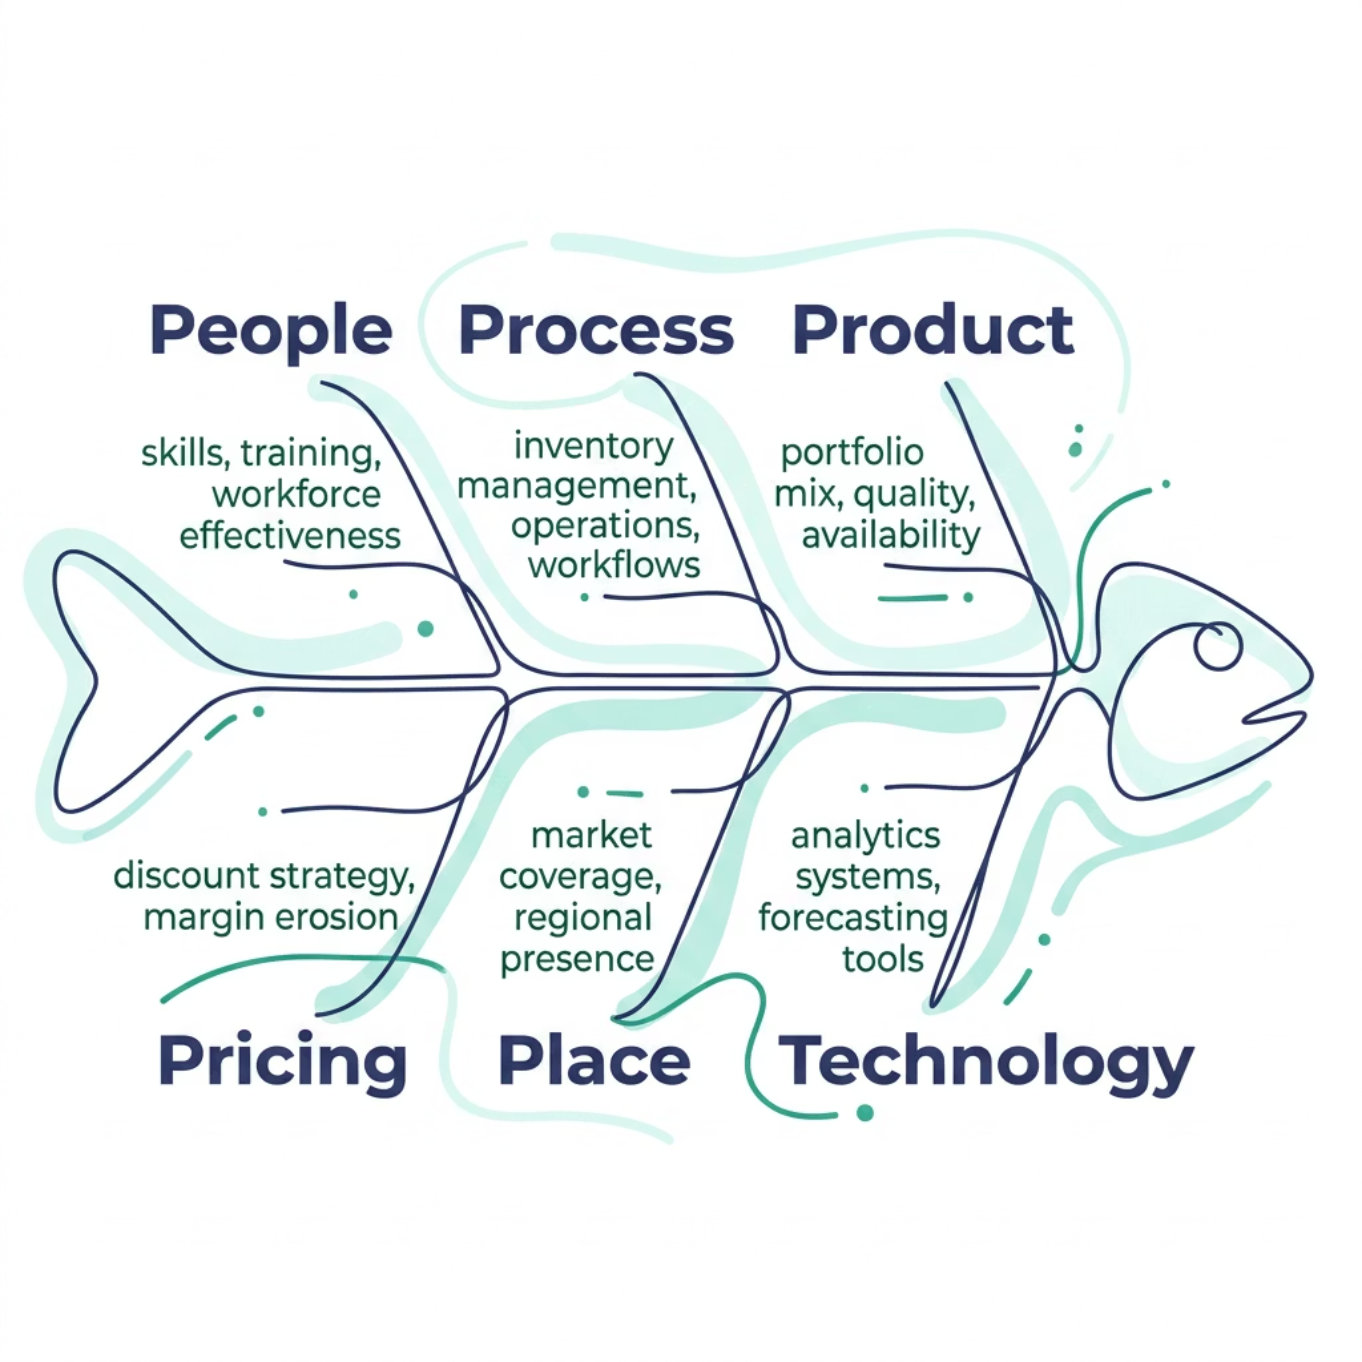 People
skills, training,
workforce
effectiveness
Process
inventory
management,
operations,
workflows
Product
portfolio
mix, quality,
availability
discount strategy,
margin erosion
Pricing
market
coverage,
regional
presence
Place
analytics
systems,
forecasting
tools
Technology